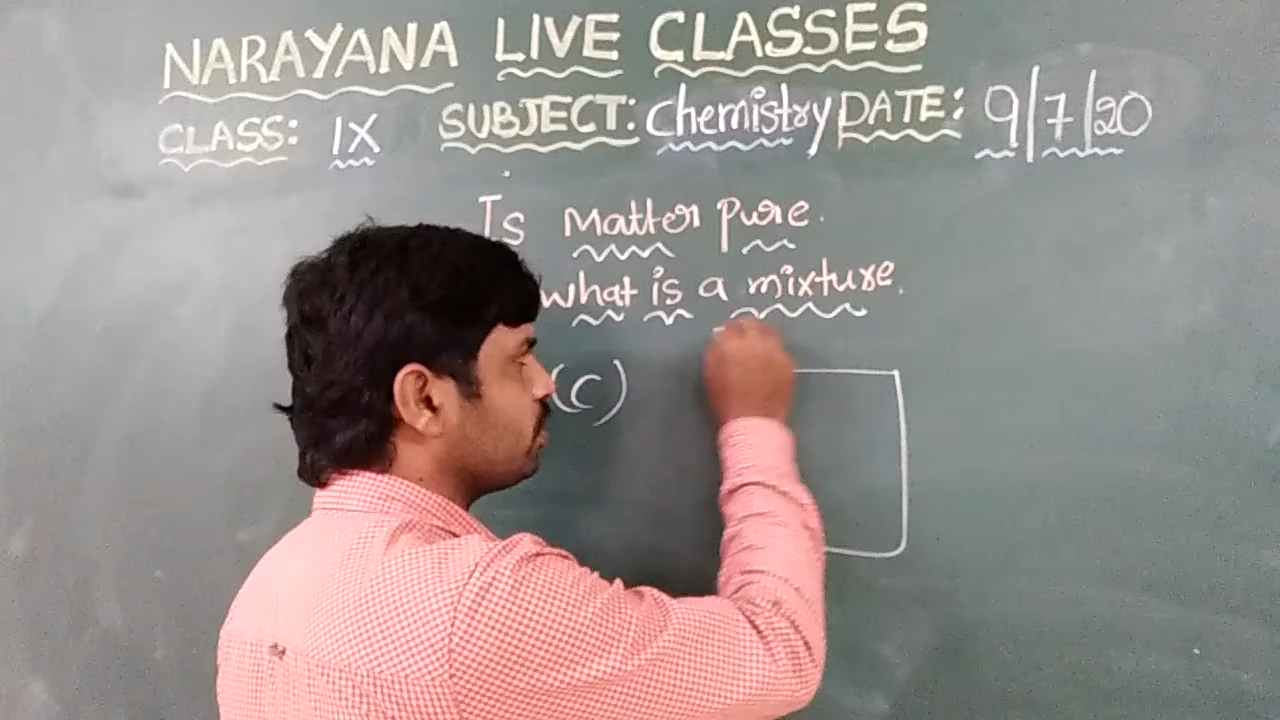 NARAYANA LIVE CLASSES
CLASS: IX SUBJECT: Chemistry DATE: 9/7/20
Is Matter pure.
what is a mixture.
(c)